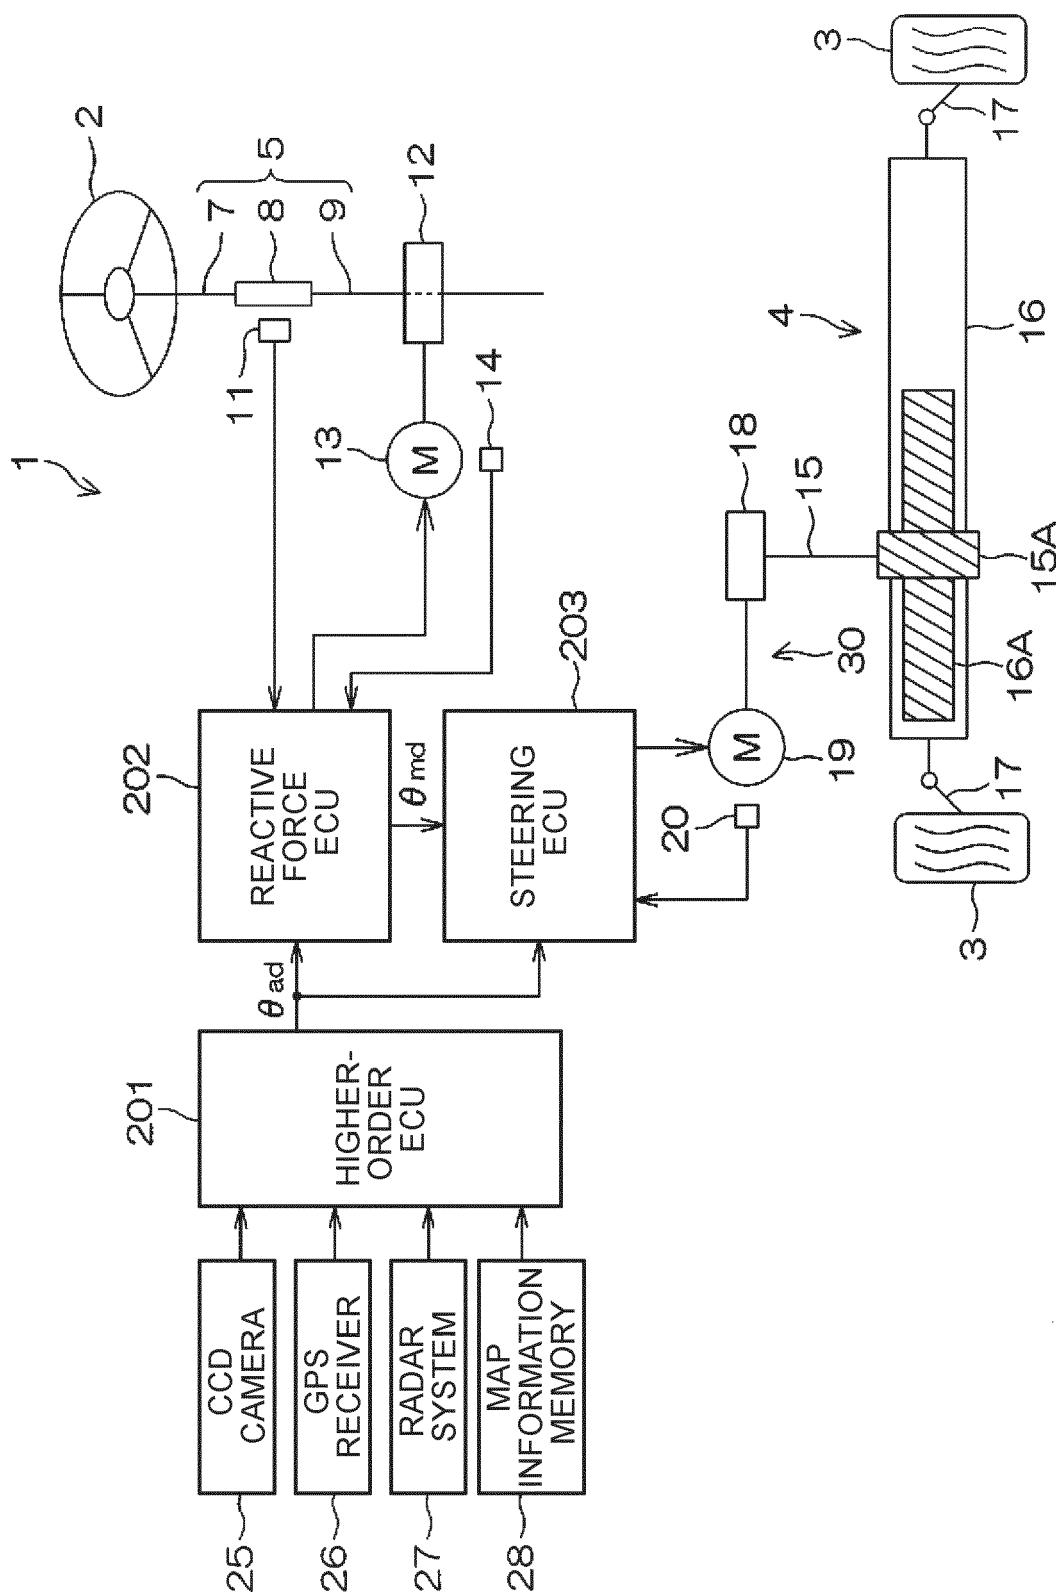 1
2
7
8
9
5
11
12
13
M
14
202
REACTIVE
FORCE
ECU
θmd
203
STEERING
ECU
θad
201
HIGHER-
ORDER
ECU
25
CCD
CAMERA
26
GPS
RECEIVER
27
RADAR
SYSTEM
28
MAP
INFORMATION
MEMORY
18
15
30
M
19
20
4
16
15A
16A
17
3
17
3